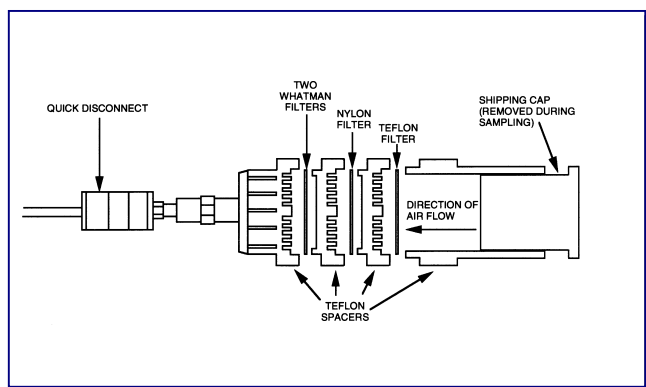 QUICK DISCONNECT
TWO
WHATMAN
FILTERS
NYLON
FILTER
TEFLON
FILTER
SHIPPING CAP
(REMOVED DURING
SAMPLING)
DIRECTION OF
AIR FLOW
TEFLON
SPACERS